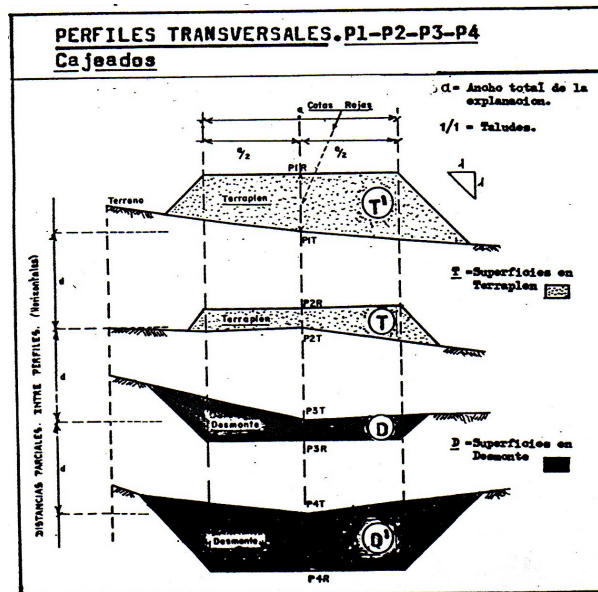 PERFILES TRANSVERSALES.P1-P2-P3-P4
Cajeados
a = Ancho total de la
explanacion.
1/1 = Taludes.
1
1
a
Cotas Rojas
a/2
a/2
P1R
Terreno
Terraplen
T'
P1T
T =Superficies en
Terraplen
P2R
Terraplen
T
P2T
P3T
Desmonte
D
P3R
D =Superficies en
Desmonte
P4T
Desmonte
D'
P4R
d
d
d
DISTANCIAS PARCIALES. ENTRE PERFILES. (Horizontales)